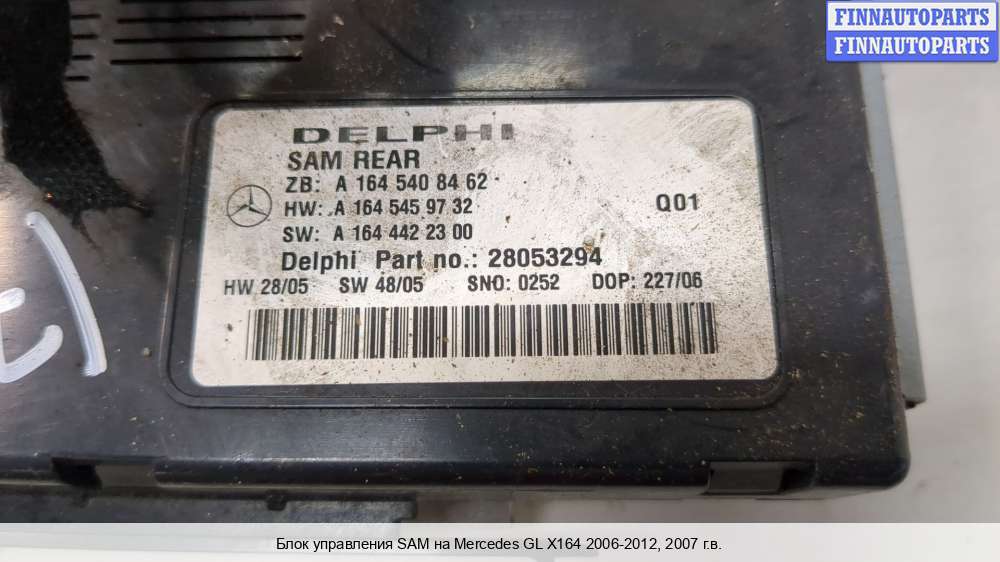 FINNAUTOPARTS
FINNAUTOPARTS
DELPHI
SAM REAR
ZB: A 164 540 84 62
HW: A 164 545 97 32
Q01
SW: A 164 442 23 00
Delphi Part no.: 28053294
HW 28/05 SW 48/05 SNO: 0252 DOP: 227/06
Блок управления SAM на Mercedes GL X164 2006-2012, 2007 г.в.